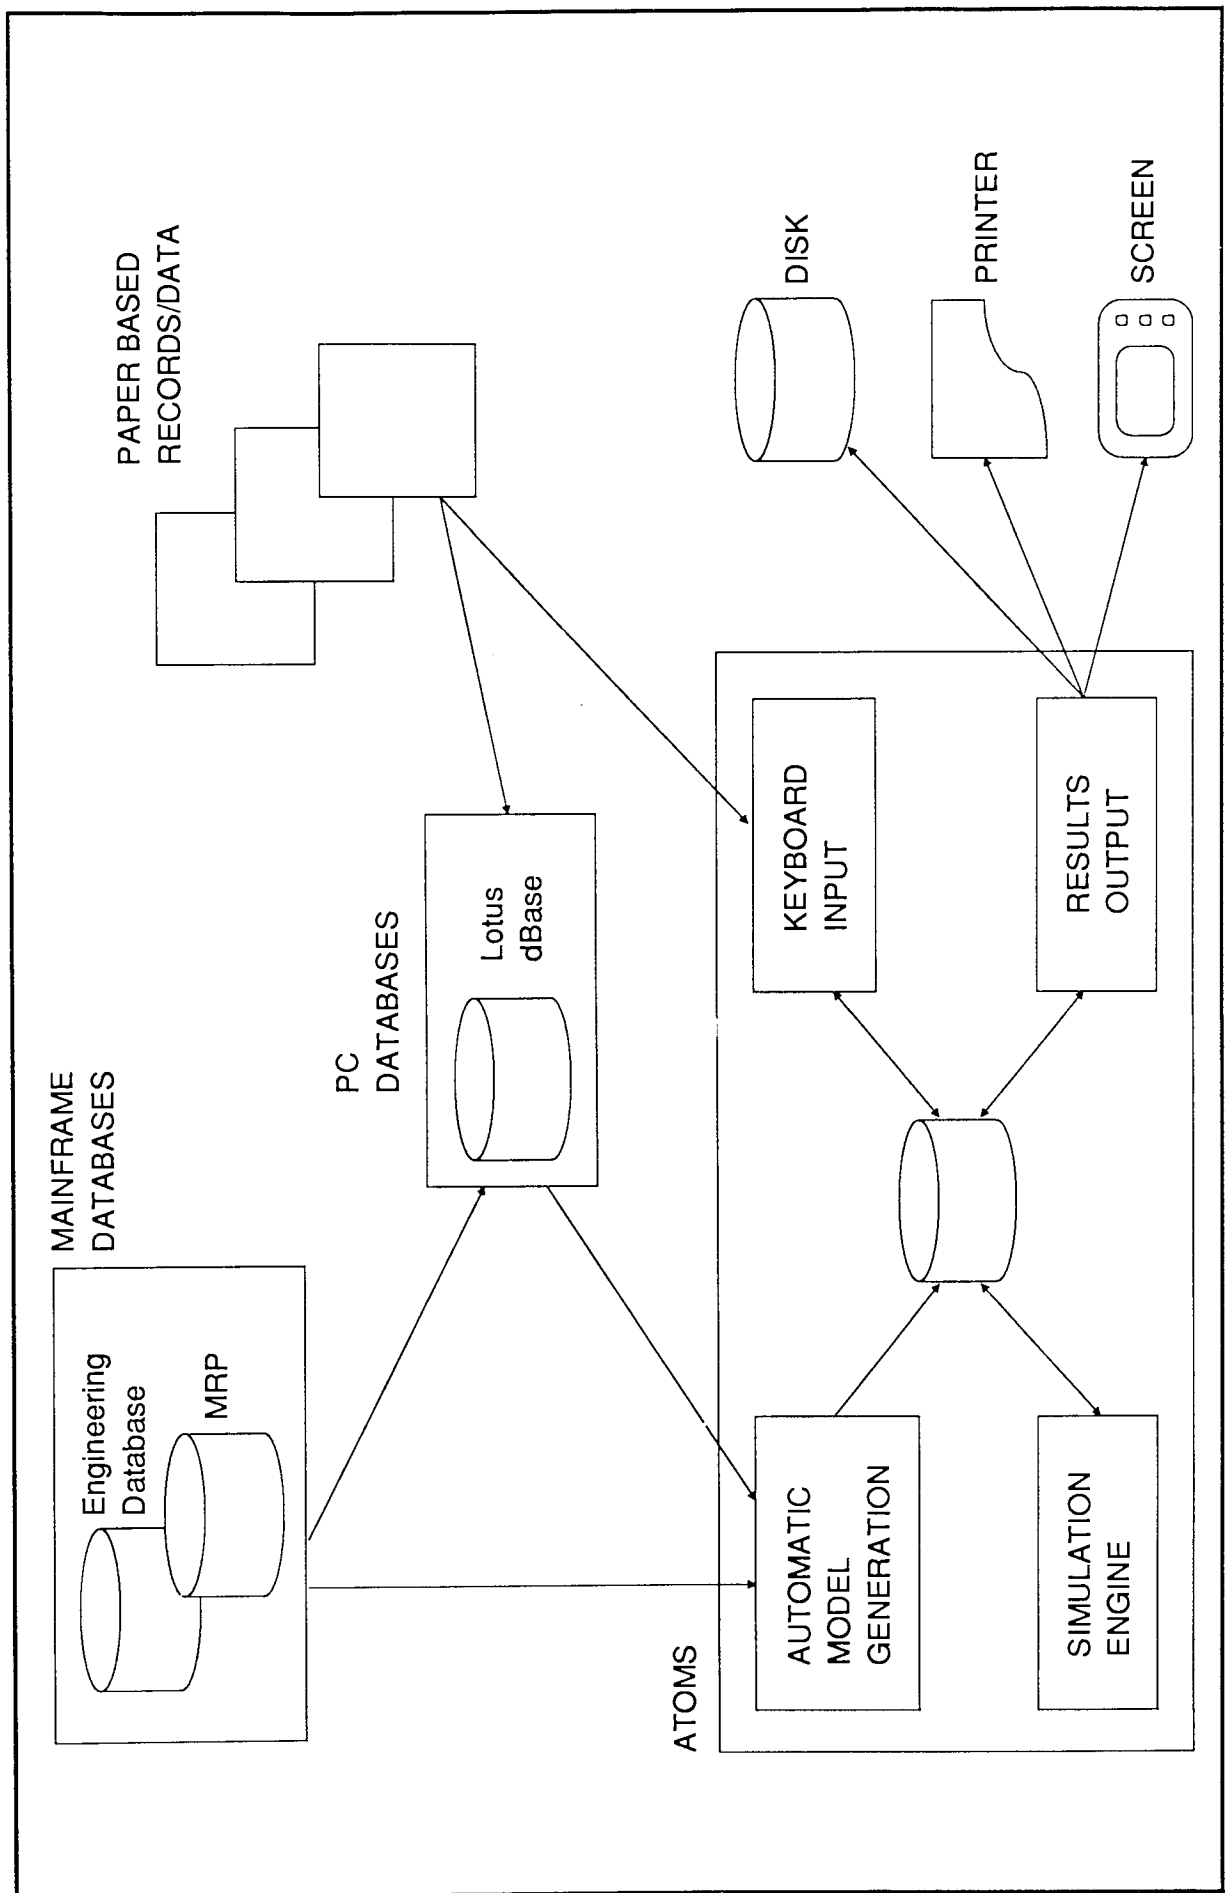 MAINFRAME
DATABASES
Engineering
Database
MRP
PC
DATABASES
Lotus
dBase
PAPER BASED
RECORDS/DATA
ATOMS
AUTOMATIC
MODEL
GENERATION
KEYBOARD
INPUT
SIMULATION
ENGINE
RESULTS
OUTPUT
DISK
PRINTER
SCREEN